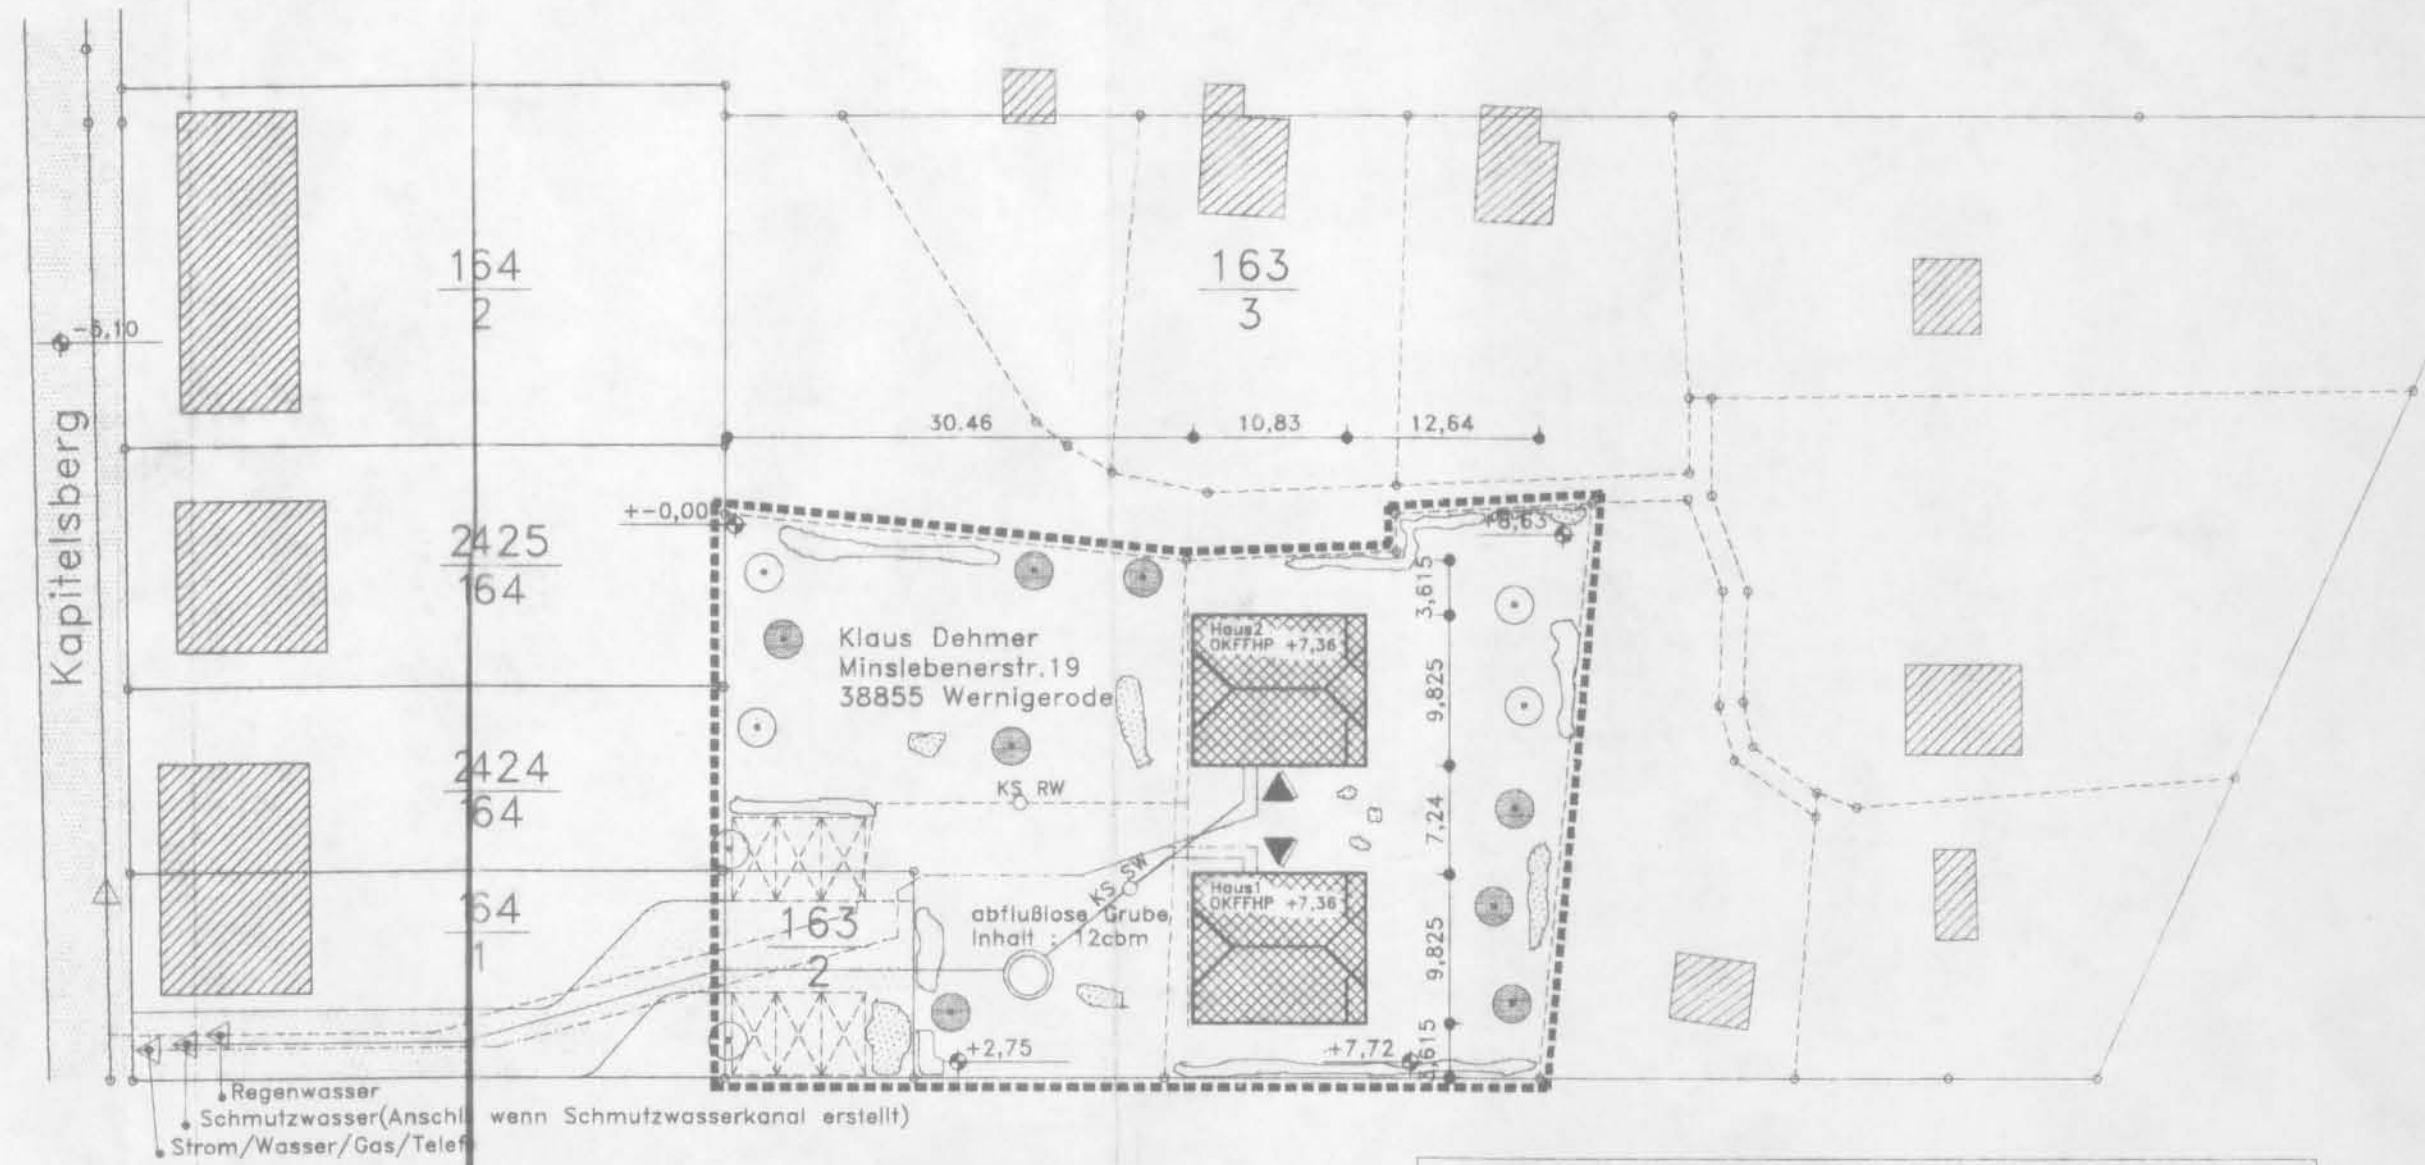 Kapitelsberg
-5,10
164
2
163
3
30.46
10,83
12,64
2425
164
+-0,00
+8,63
3,615
Klaus Dehmer
Minslebenerstr.19
38855 Wernigerode
Haus2
OKFFHP +7,36
9,825
2424
164
KS RW
7,24
KS SW
164
1
163
2
abflußlose Grube
Inhalt : 12cbm
Haus1
OKFFHP +7,36
9,825
+2,75
+7,72
3,615
Regenwasser
Schmutzwasser(Anschl wenn Schmutzwasserkanal erstellt)
Strom/Wasser/Gas/Telef